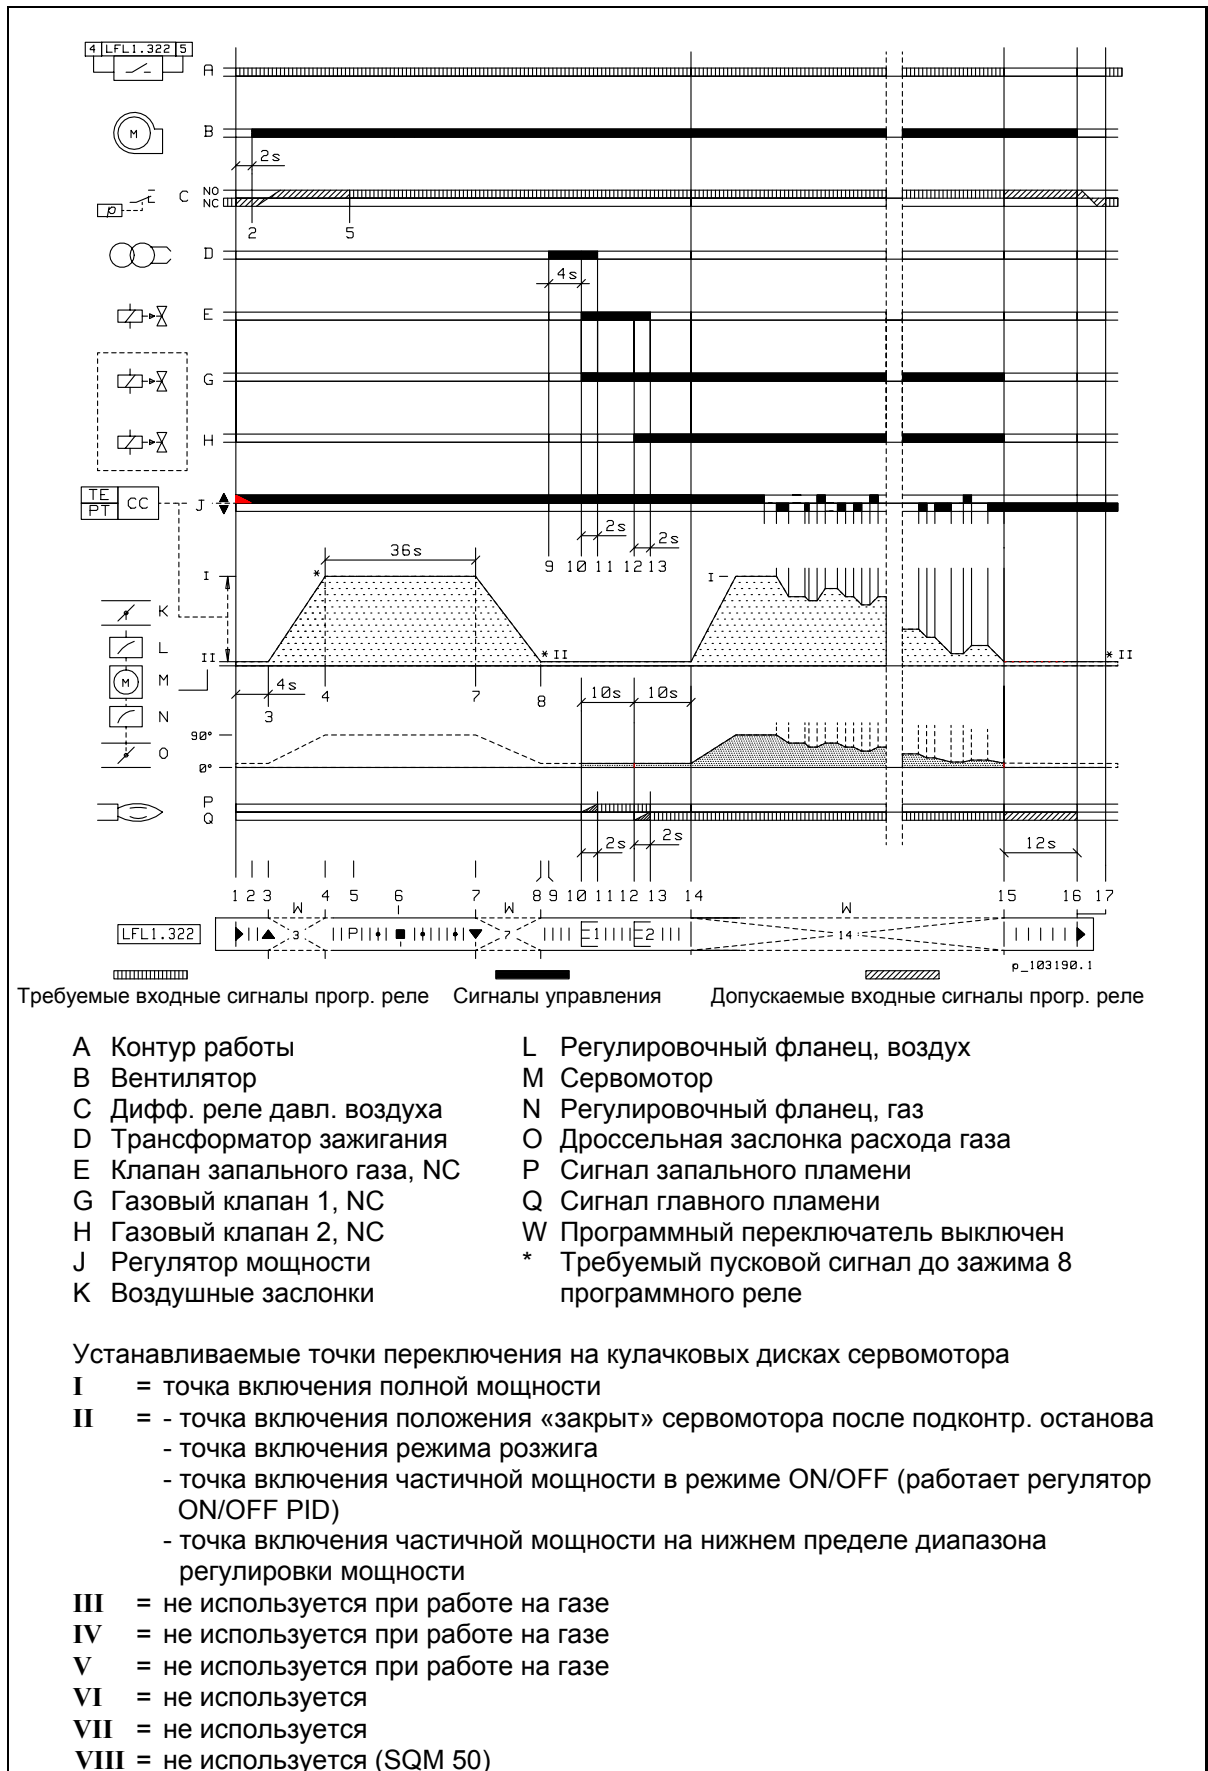 4 LFL1.322 5
A
M
B
2s
NO
C
NC
p
2 5
D
4s
E
G
H
TE
PT
CC
J
2s
2s
36s
9 10 11 12 13
*
I
I
K
L
* II
* II
II
M
M
4s
10s
10s
4
7
8
3
N
90°
O
0°
P
Q
2s
2s
12s
1 2 3 4 5 6 7 8 9 10 11 12 13 14 15 16 17
W W W
LFL1.322
3 P 7 E1 E2 14
p_103190.1
Требуемые входные сигналы прогр. реле
Сигналы управления
Допускаемые входные сигналы прогр. реле
A Контур работы
B Вентилятор
C Дифф. реле давл. воздуха
D Трансформатор зажигания
E Клапан запального газа, NC
G Газовый клапан 1, NC
H Газовый клапан 2, NC
J Регулятор мощности
K Воздушные заслонки
L Регулировочный фланец, воздух
M Сервомотор
N Регулировочный фланец, газ
O Дроссельная заслонка расхода газа
P Сигнал запального пламени
Q Сигнал главного пламени
W Программный переключатель выключен
* Требуемый пусковой сигнал до зажима 8
программного реле
Устанавливаемые точки переключения на кулачковых дисках сервомотора
I = точка включения полной мощности
II = - точка включения положения «закрыт» сервомотора после подконтр. останова
- точка включения режима розжига
- точка включения частичной мощности в режиме ON/OFF (работает регулятор
ON/OFF PID)
- точка включения частичной мощности на нижнем пределе диапазона
регулировки мощности
III = не используется при работе на газе
IV = не используется при работе на газе
V = не используется при работе на газе
VI = не используется
VII = не используется
VIII = не используется (SQM 50)